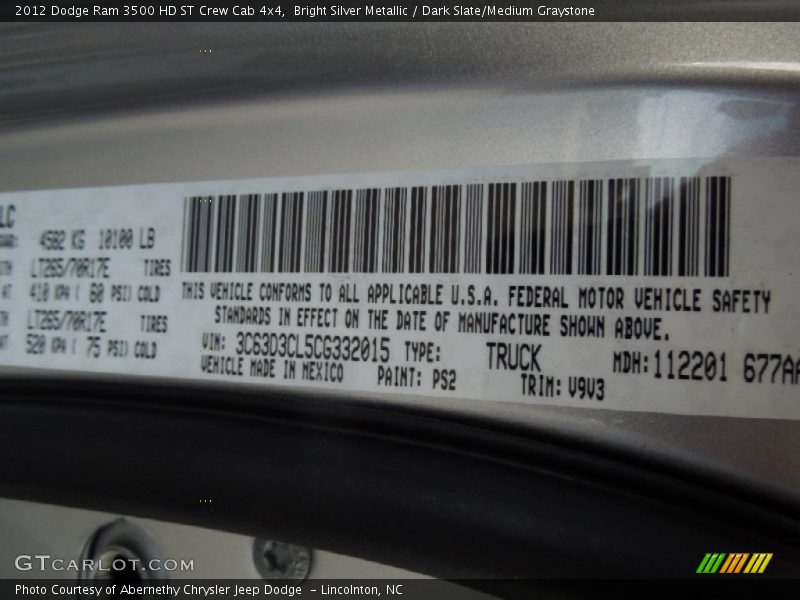 2012 Dodge Ram 3500 HD ST Crew Cab 4x4, Bright Silver Metallic / Dark Slate/Medium Graystone
LC
4582 KG 10100 LB
LT265/70R17E TIRES
AT 410 KPA ( 60 PSI) COLD
LT265/70R17E TIRES
AT 520 KPA ( 75 PSI) COLD
THIS VEHICLE CONFORMS TO ALL APPLICABLE U.S.A. FEDERAL MOTOR VEHICLE SAFETY
STANDARDS IN EFFECT ON THE DATE OF MANUFACTURE SHOWN ABOVE.
VIN: 3C63D3CL5CG332015 TYPE: TRUCK MDH: 112201 677AA
VEHICLE MADE IN MEXICO PAINT: PS2 TRIM: V9V3
GTCARLOT.COM
Photo Courtesy of Abernethy Chrysler Jeep Dodge - Lincolnton, NC